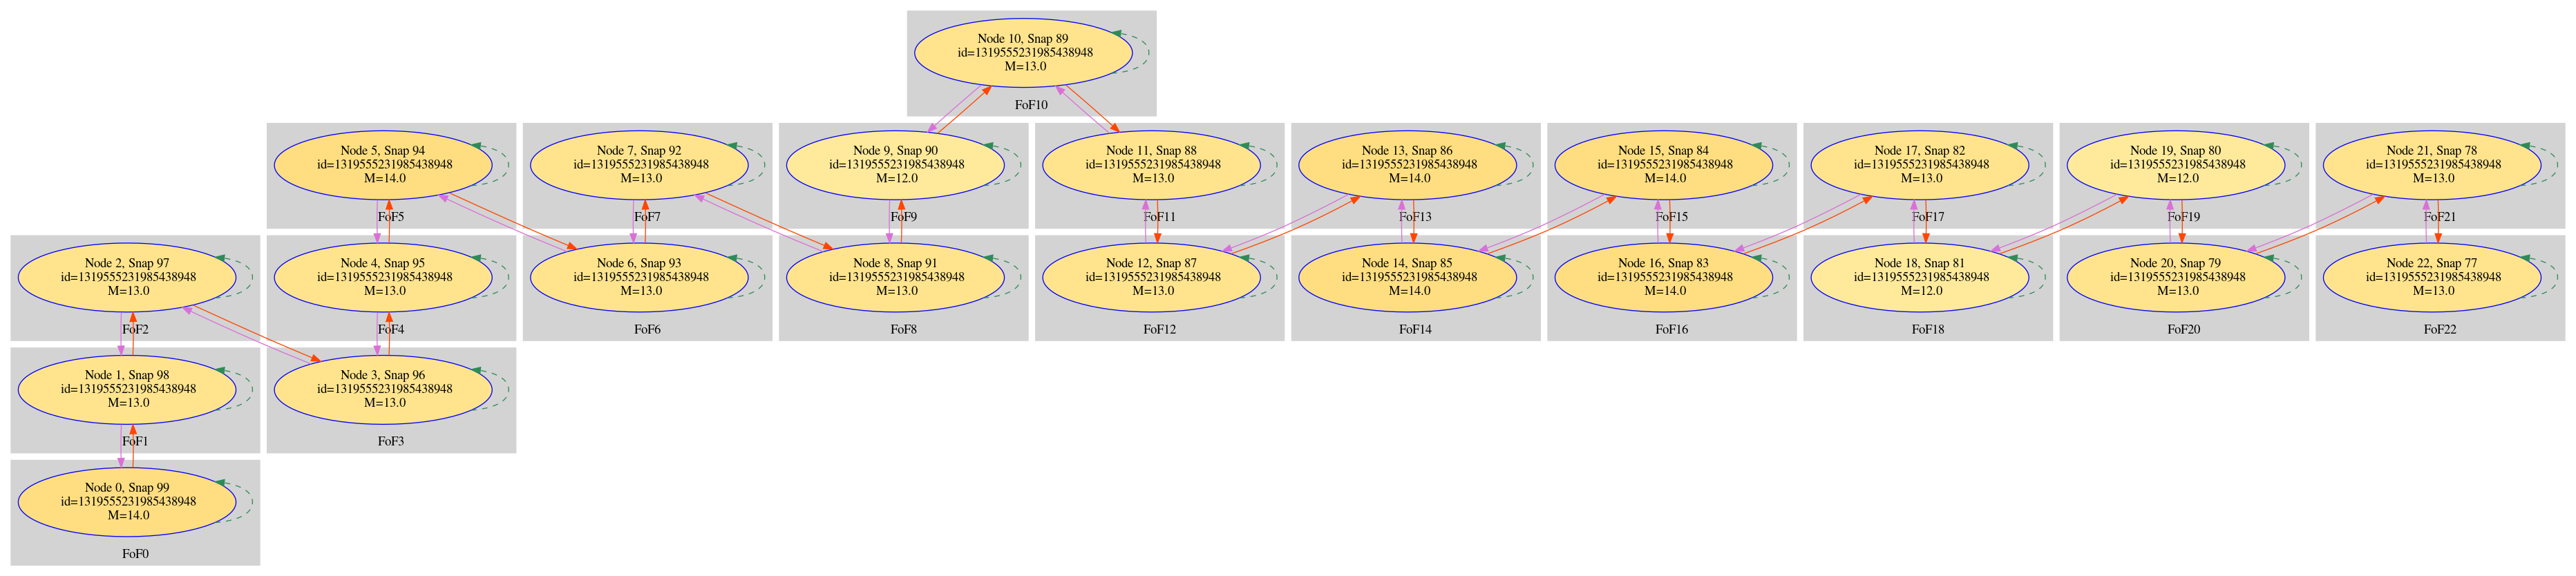 Node 10, Snap 89
id=1319555231985438948
M=13.0
FoF10
Node 5, Snap 94
id=1319555231985438948
M=14.0
FoF5
Node 7, Snap 92
id=1319555231985438948
M=13.0
FoF7
Node 9, Snap 90
id=1319555231985438948
M=12.0
FoF9
Node 11, Snap 88
id=1319555231985438948
M=13.0
FoF11
Node 13, Snap 86
id=1319555231985438948
M=14.0
FoF13
Node 15, Snap 84
id=1319555231985438948
M=14.0
FoF15
Node 17, Snap 82
id=1319555231985438948
M=13.0
FoF17
Node 19, Snap 80
id=1319555231985438948
M=12.0
FoF19
Node 21, Snap 78
id=1319555231985438948
M=13.0
FoF21
Node 2, Snap 97
id=1319555231985438948
M=13.0
FoF2
Node 4, Snap 95
id=1319555231985438948
M=13.0
FoF4
Node 6, Snap 93
id=1319555231985438948
M=13.0
FoF6
Node 8, Snap 91
id=1319555231985438948
M=13.0
FoF8
Node 12, Snap 87
id=1319555231985438948
M=13.0
FoF12
Node 14, Snap 85
id=1319555231985438948
M=14.0
FoF14
Node 16, Snap 83
id=1319555231985438948
M=14.0
FoF16
Node 18, Snap 81
id=1319555231985438948
M=12.0
FoF18
Node 20, Snap 79
id=1319555231985438948
M=13.0
FoF20
Node 22, Snap 77
id=1319555231985438948
M=13.0
FoF22
Node 1, Snap 98
id=1319555231985438948
M=13.0
FoF1
Node 3, Snap 96
id=1319555231985438948
M=13.0
FoF3
Node 0, Snap 99
id=1319555231985438948
M=14.0
FoF0